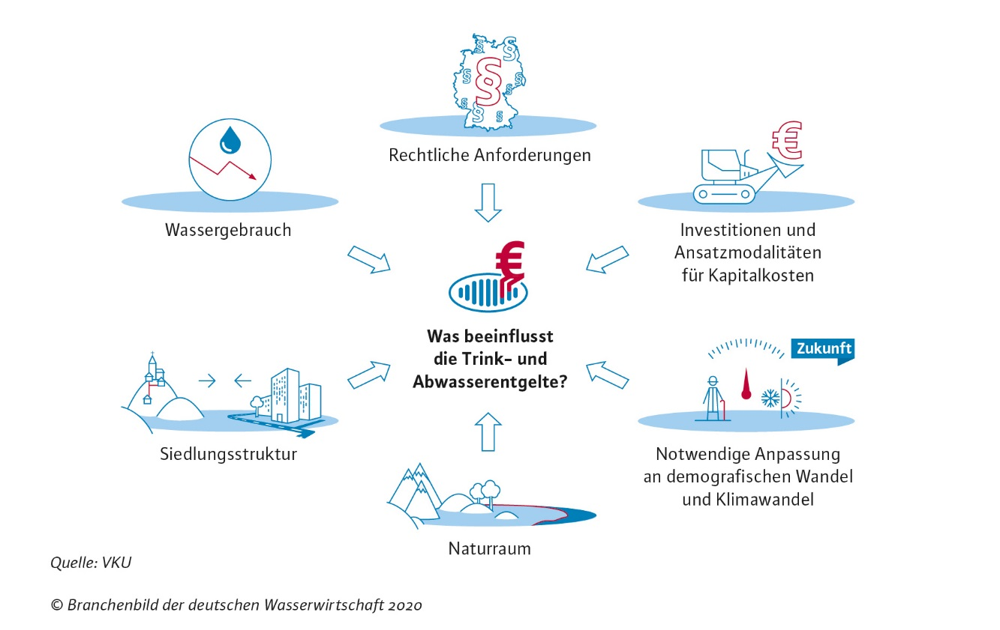 Rechtliche Anforderungen
Wassergebrauch
Investitionen und
Ansatzmodalitäten
für Kapitalkosten
Was beeinflusst
die Trink- und
Abwasserentgelte?
Zukunft
Siedlungsstruktur
Notwendige Anpassung
an demografischen Wandel
und Klimawandel
Naturraum
Quelle: VKU
© Branchenbild der deutschen Wasserwirtschaft 2020